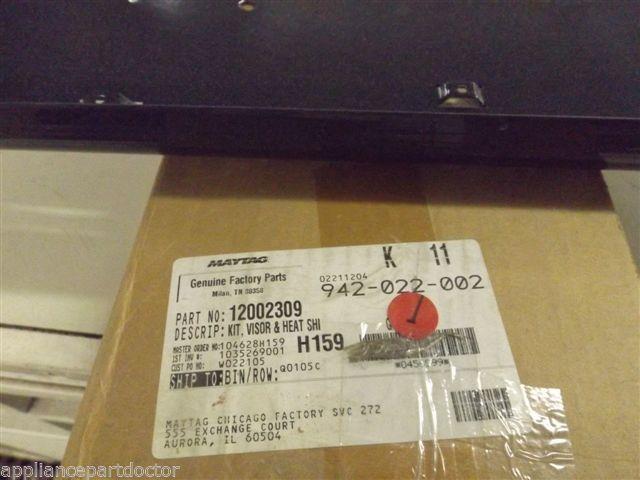 MAYTAG
K 11
Genuine Factory Parts
Milan, TN 38358
02211204
942-022-002
PART NO: 12002309
DESCRIP: KIT, VISOR & HEAT SHI
MASTER ORDER NO: 104628H159
H159
1ST INV #: 1035269001
CUST PO NO: W022105
SHIP TO: BIN/ROW: Q0105C
1
MAYTAG CHICAGO FACTORY SVC 272
555 EXCHANGE COURT
AURORA, IL 60504
© appliancepartdoctor
appliancepartdoctor